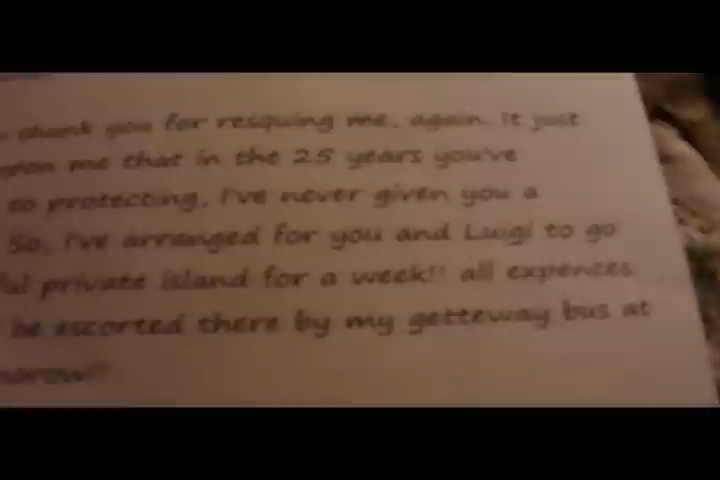 thank you for resquing me, again. It just
me that in the 25 years you've
so protecting, I've never given you a
So, I've arranged for you and Luigi to go
private island for a week!! all expences
be escorted there by my getteway bus at